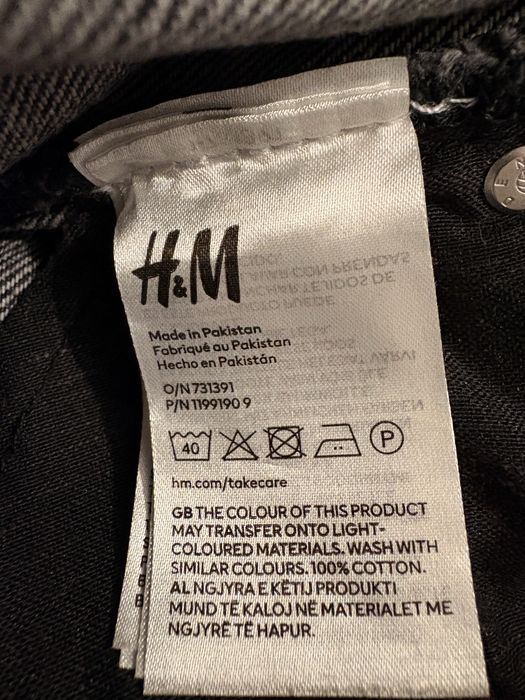 H&M
Made in Pakistan
Fabriqué au Pakistan
Hecho en Pakistán
O/N 731391
P/N 1199190 9
40
P
hm.com/takecare
GB THE COLOUR OF THIS PRODUCT
MAY TRANSFER ONTO LIGHT-
COLOURED MATERIALS. WASH WITH
SIMILAR COLOURS. 100% COTTON.
AL NGJYRA E KËTIJ PRODUKTI
MUND TË KALOJ NË MATERIALET ME
NGJYRË TË HAPUR.